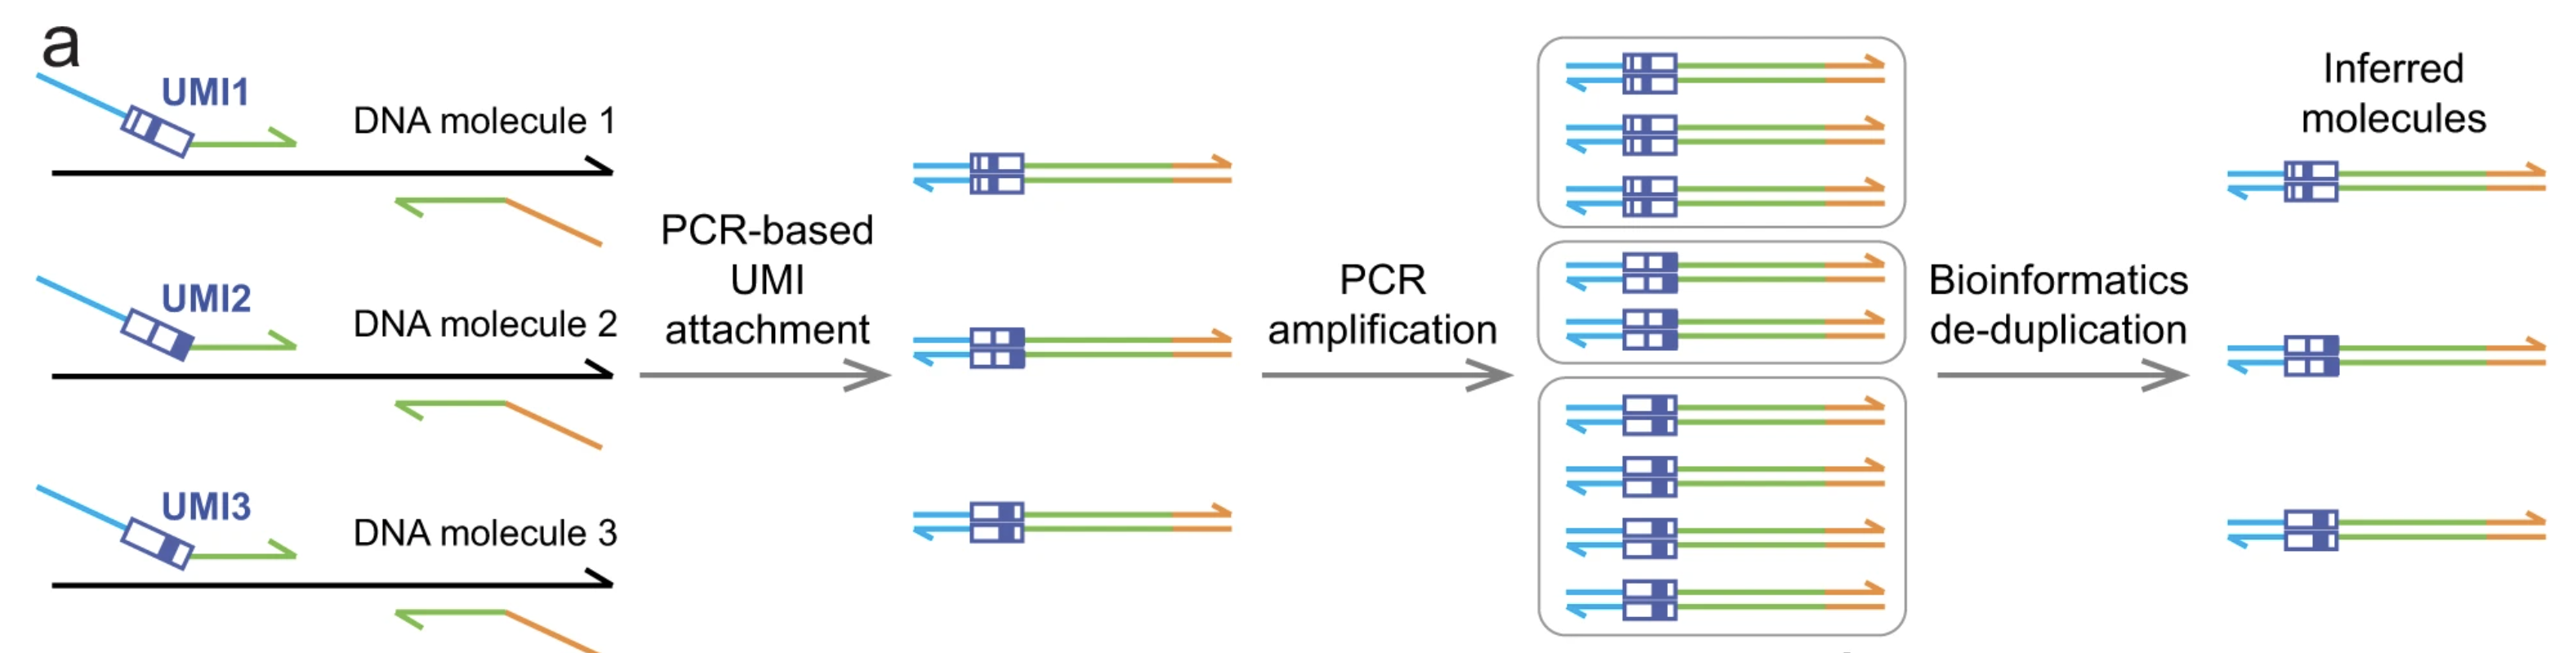 a
UMI1
DNA molecule 1
UMI2
DNA molecule 2
UMI3
DNA molecule 3
PCR-based
UMI
attachment
PCR
amplification
Bioinformatics
de-duplication
Inferred
molecules